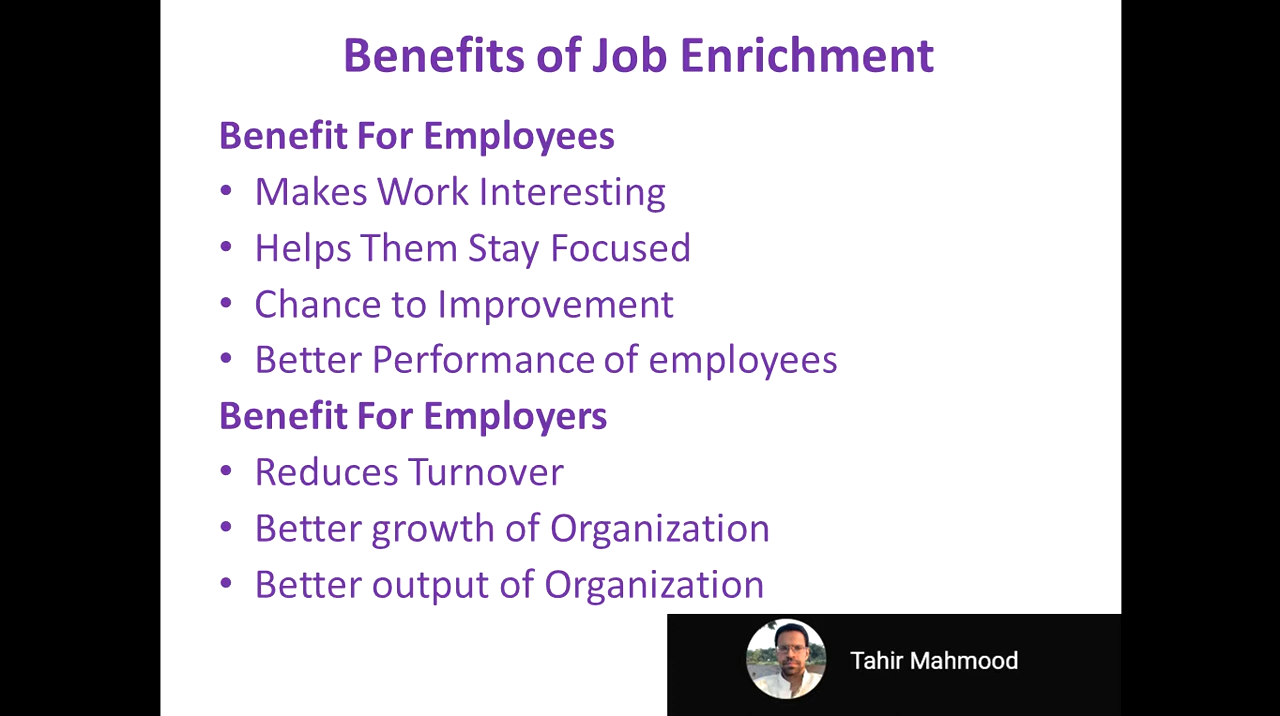 Benefits of Job Enrichment
Benefit For Employees
• Makes Work Interesting
• Helps Them Stay Focused
• Chance to Improvement
• Better Performance of employees
Benefit For Employers
• Reduces Turnover
• Better growth of Organization
• Better output of Organization
Tahir Mahmood